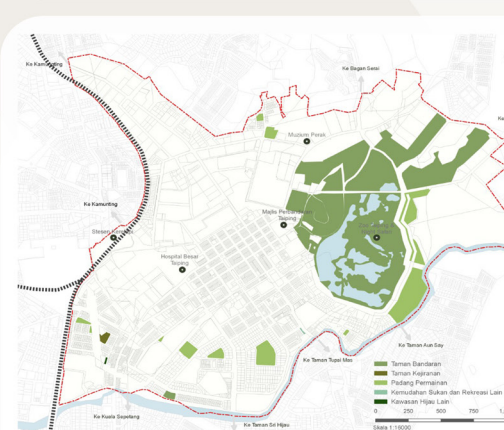 Ke Kamunting
Ke Bagan Serai
Muzium Perak
Ke Kamunting
Majlis Perbandaran
Taiping
Stesen
Hospital Besar
Taiping
Ke Taman Aun Say
Ke Taman Tupai Mas
Ke Kuala Sepetang
Ke Taman Sri Hijau
Taman Bandaran
Taman Kejiranan
Padang Permainan
Kemudahan Sukan dan Rekreasi Lain
Kawasan Hijau Lain
0 250 500 750
Skala 1:15000